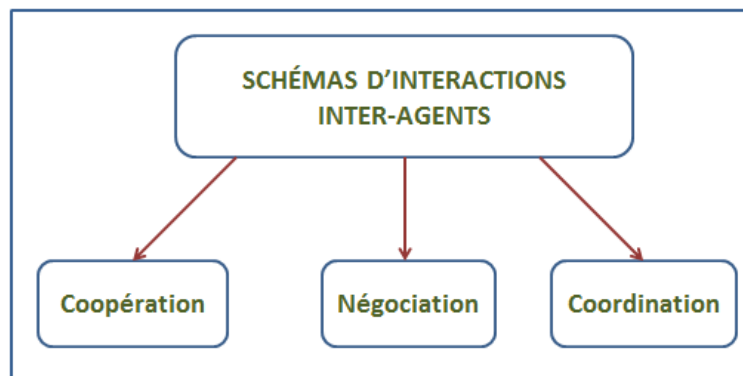 SCHÉMAS D’INTERACTIONS
INTER-AGENTS
Coopération
Négociation
Coordination